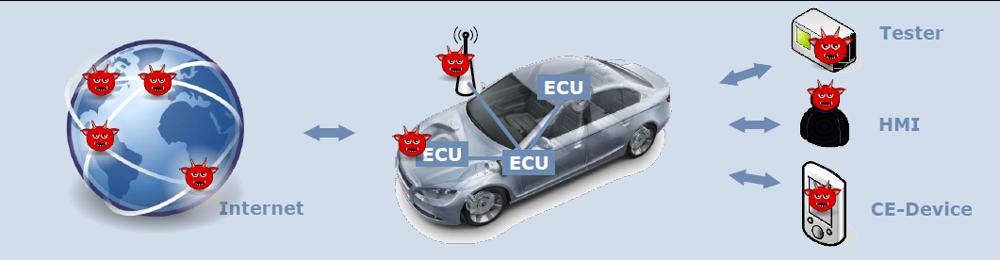 Internet
ECU
ECU
ECU
Tester
HMI
CE-Device